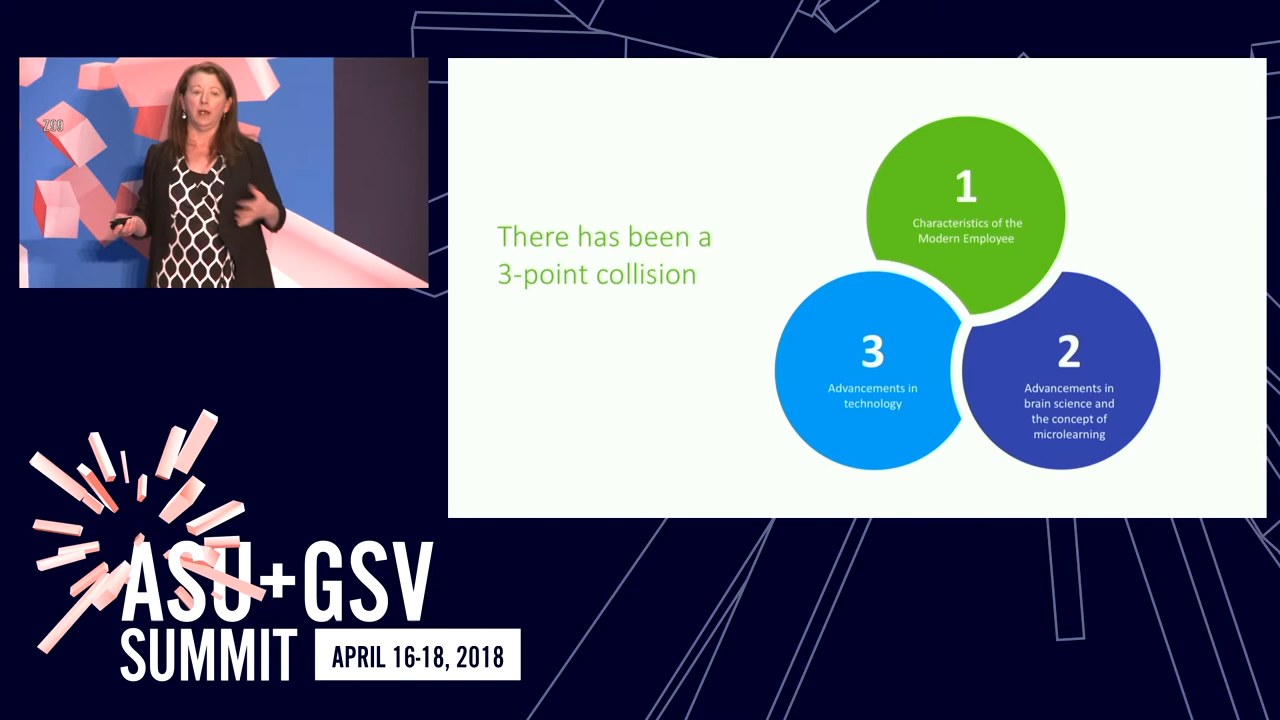 Z99
There has been a
3-point collision
1
Characteristics of the
Modern Employee
3
Advancements in
technology
2
Advancements in
brain science and
the concept of
microlearning
ASU+GSV
SUMMIT
APRIL 16-18, 2018